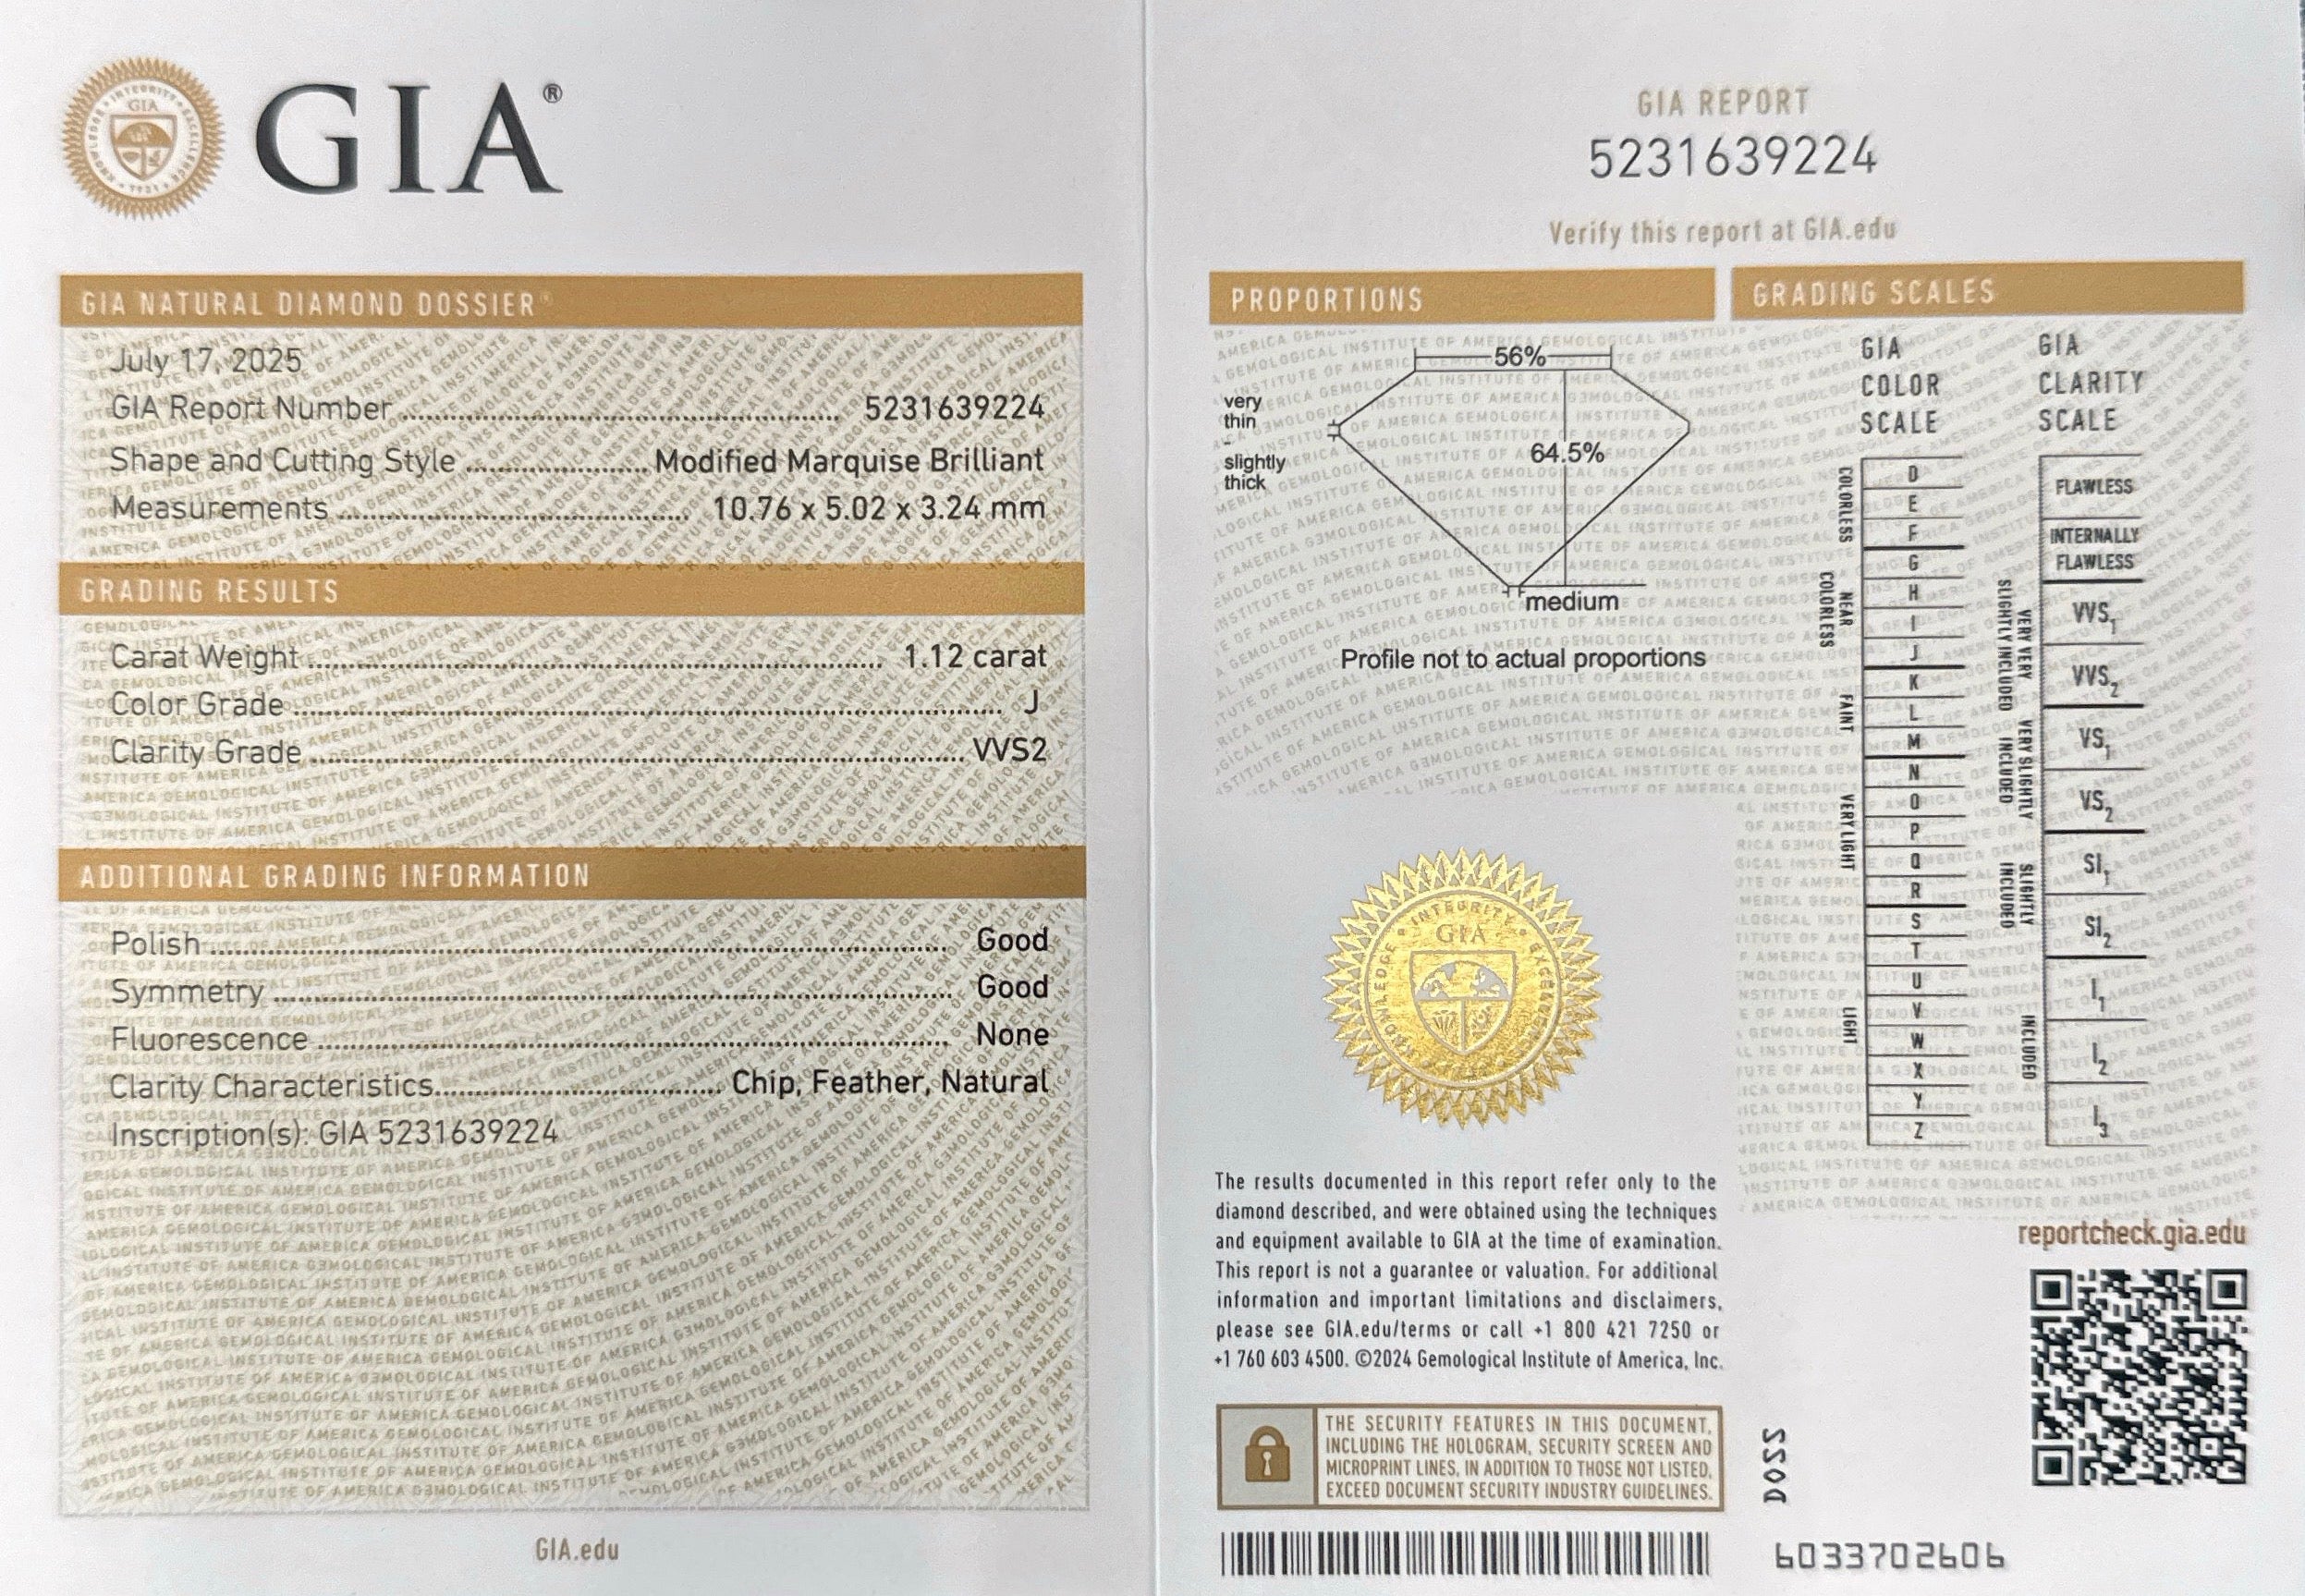 GIA®
GIA NATURAL DIAMOND DOSSIER®
July 17, 2025
GIA Report Number 5231639224
Shape and Cutting Style Modified Marquise Brilliant
Measurements 10.76 x 5.02 x 3.24 mm
GRADING RESULTS
Carat Weight 1.12 carat
Color Grade J
Clarity Grade VVS2
ADDITIONAL GRADING INFORMATION
Polish Good
Symmetry Good
Fluorescence None
Clarity Characteristics Chip, Feather, Natural
Inscription(s): GIA 5231639224
GIA.edu
GIA REPORT
5231639224
Verify this report at GIA.edu
PROPORTIONS
56%
very
thin
-
slightly
thick
64.5%
medium
Profile not to actual proportions
INTEGRITY
GIA
KNOWLEDGE
EXCELLENCE
The results documented in this report refer only to the
diamond described, and were obtained using the techniques
and equipment available to GIA at the time of examination.
This report is not a guarantee or valuation. For additional
information and important limitations and disclaimers,
please see GIA.edu/terms or call +1 800 421 7250 or
+1 760 603 4500. ©2024 Gemological Institute of America, Inc.
THE SECURITY FEATURES IN THIS DOCUMENT,
INCLUDING THE HOLOGRAM, SECURITY SCREEN AND
MICROPRINT LINES, IN ADDITION TO THOSE NOT LISTED,
EXCEED DOCUMENT SECURITY INDUSTRY GUIDELINES.
GRADING SCALES
GIA
COLOR
SCALE
COLORLESS
D
E
F
NEAR
COLORLESS
G
H
I
J
FAINT
K
L
M
VERY LIGHT
N
O
P
Q
R
LIGHT
S
T
U
V
W
X
Y
Z
GIA
CLARITY
SCALE
FLAWLESS
INTERNALLY
FLAWLESS
VERY VERY
SLIGHTLY INCLUDED
VVS1
VVS2
VERY SLIGHTLY
INCLUDED
VS1
VS2
SLIGHTLY
INCLUDED
SI1
SI2
INCLUDED
I1
I2
I3
reportcheck.gia.edu
DO22
6033702606